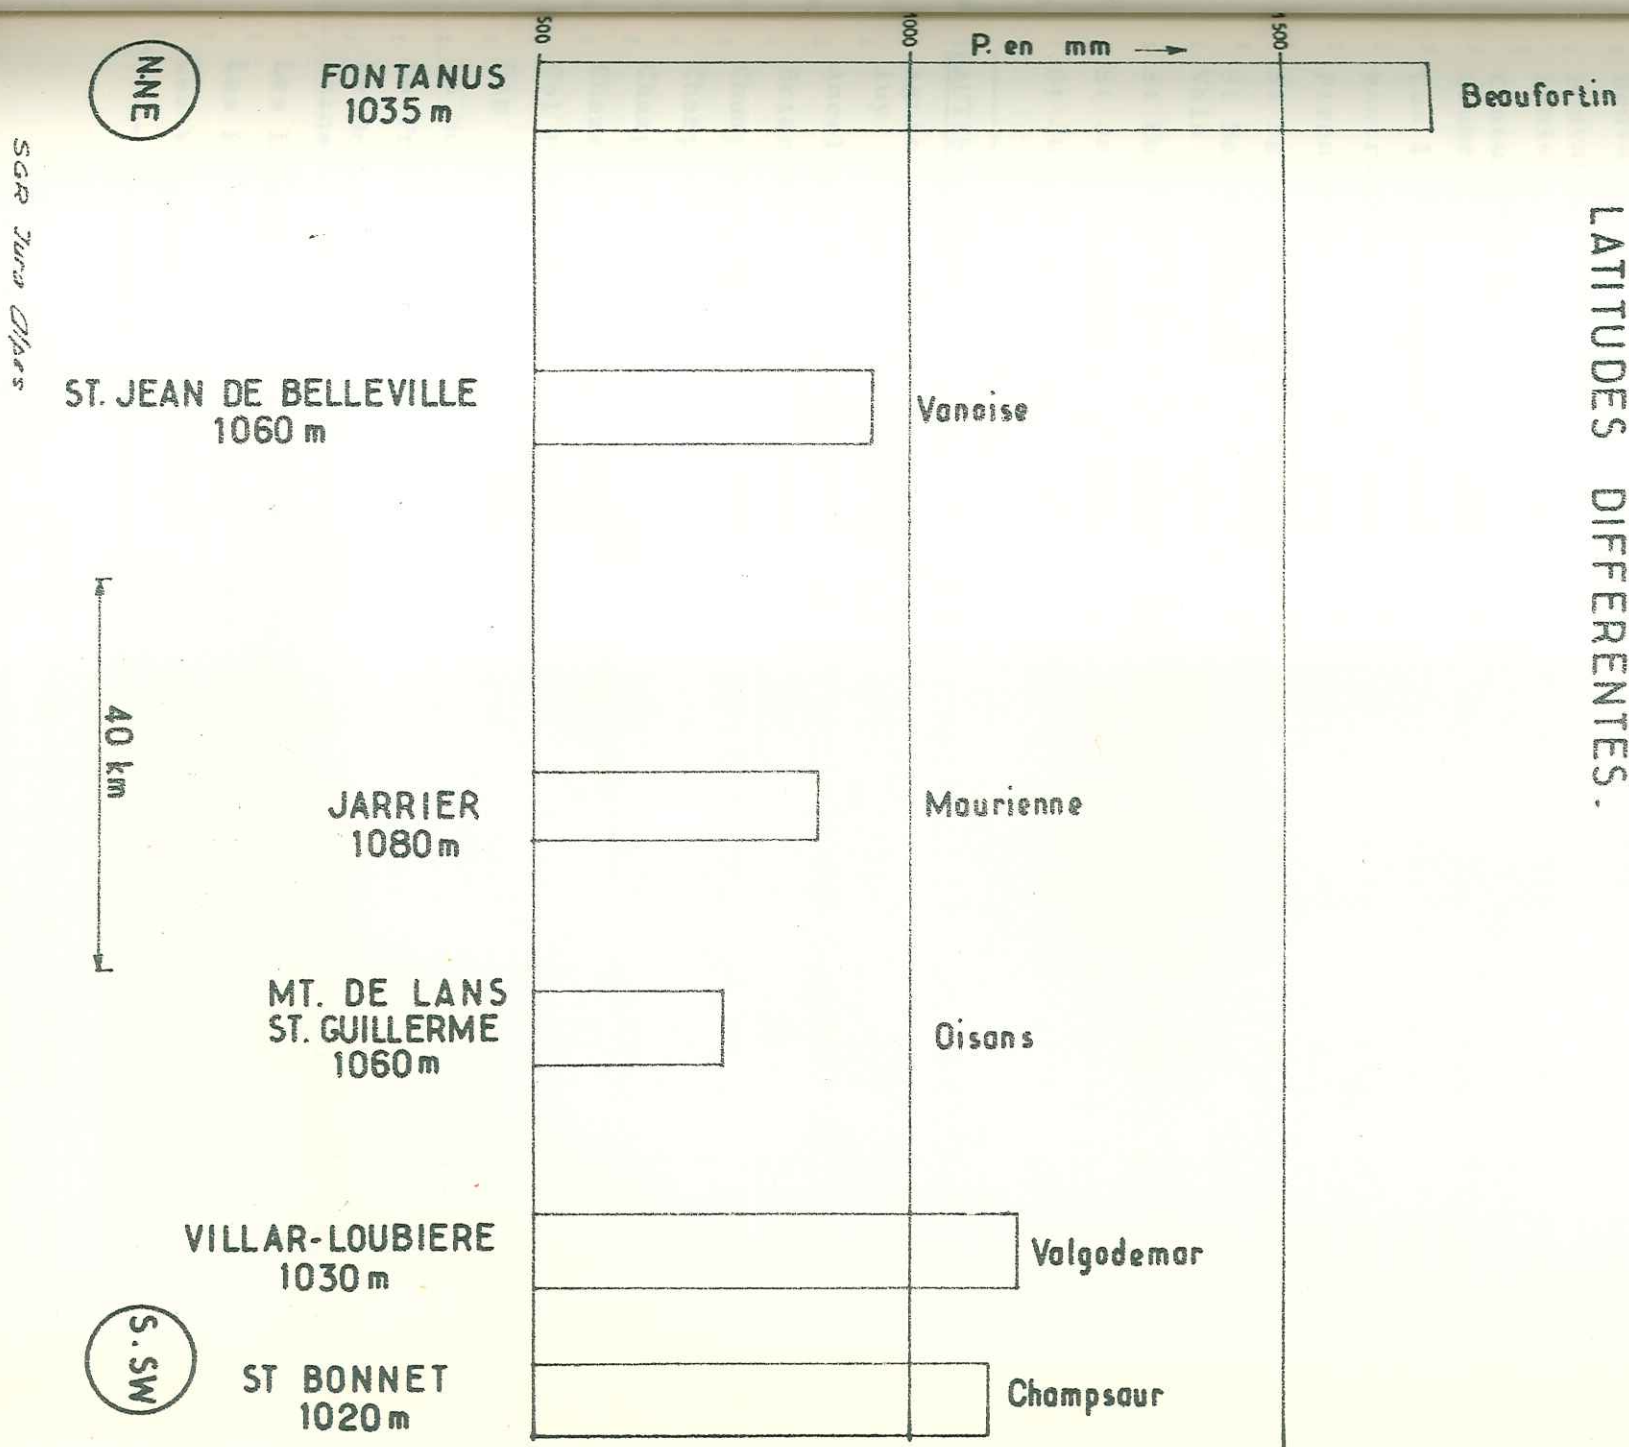 500
1000
1500
P. en mm
N.NE
FONTANUS
1035 m
Beaufortin
SGR Jura Alpes
LATITUDES DIFFERENTES.
ST. JEAN DE BELLEVILLE
1060 m
Vanoise
40 km
JARRIER
1080 m
Maurienne
MT. DE LANS
ST. GUILLERME
1060 m
Oisans
VILLAR-LOUBIERE
1030 m
Valgodemar
S.SW
ST BONNET
1020 m
Champsaur